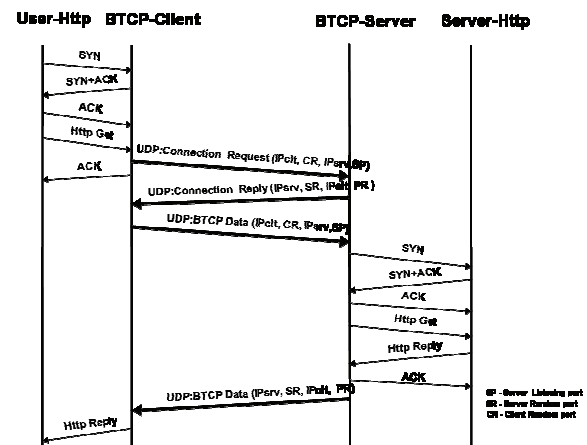 User-Http BTCP-Client BTCP-Server Server-Http
SYN
SYN+ACK
ACK
Http Get
UDP:Connection Request (IPclt, CR, IPsrv,SP)
ACK
UDP:Connection Reply (IPsrv, SR, IPclt, PR )
UDP:BTCP Data (IPclt, CR, IPsrv,SP)
SYN
SYN+ACK
ACK
Http Get
Http Reply
ACK
UDP:BTCP Data (IPsrv, SR, IPclt, PR)
Http Reply
SP - Server Listening port
SR - Server Random port
CR - Client Random port